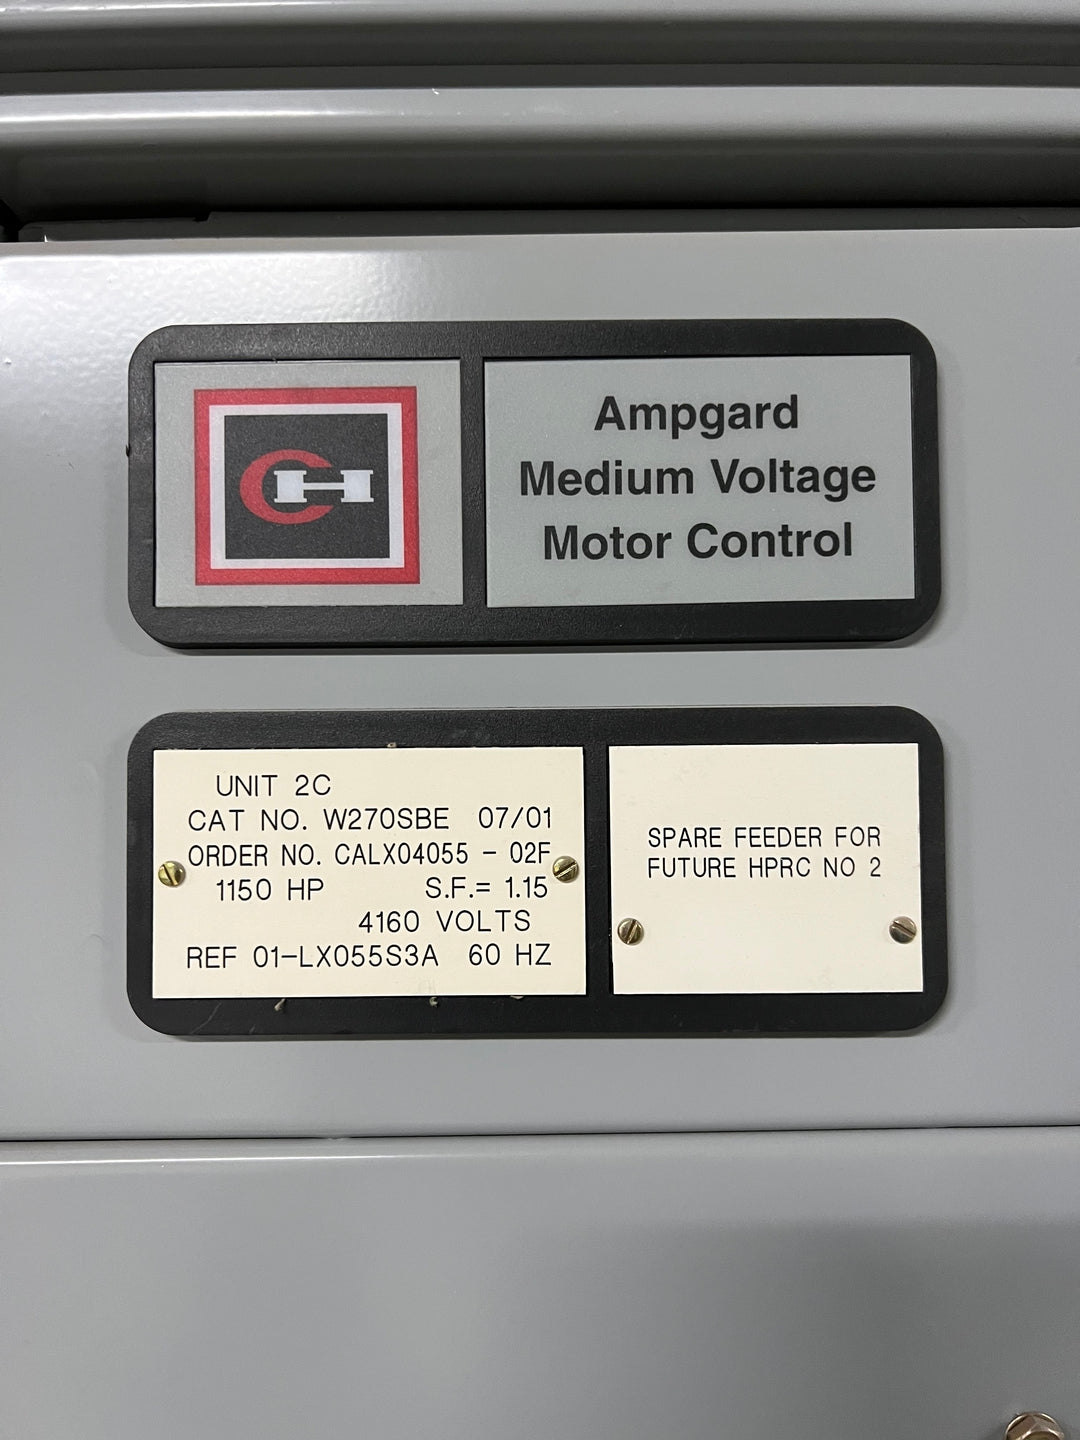 CH
Ampgard
Medium Voltage
Motor Control
UNIT 2C
CAT NO. W270SBE 07/01
ORDER NO. CALX04055 - 02F
1150 HP S.F.= 1.15
4160 VOLTS
REF 01-LX055S3A 60 HZ
SPARE FEEDER FOR
FUTURE HPRC NO 2